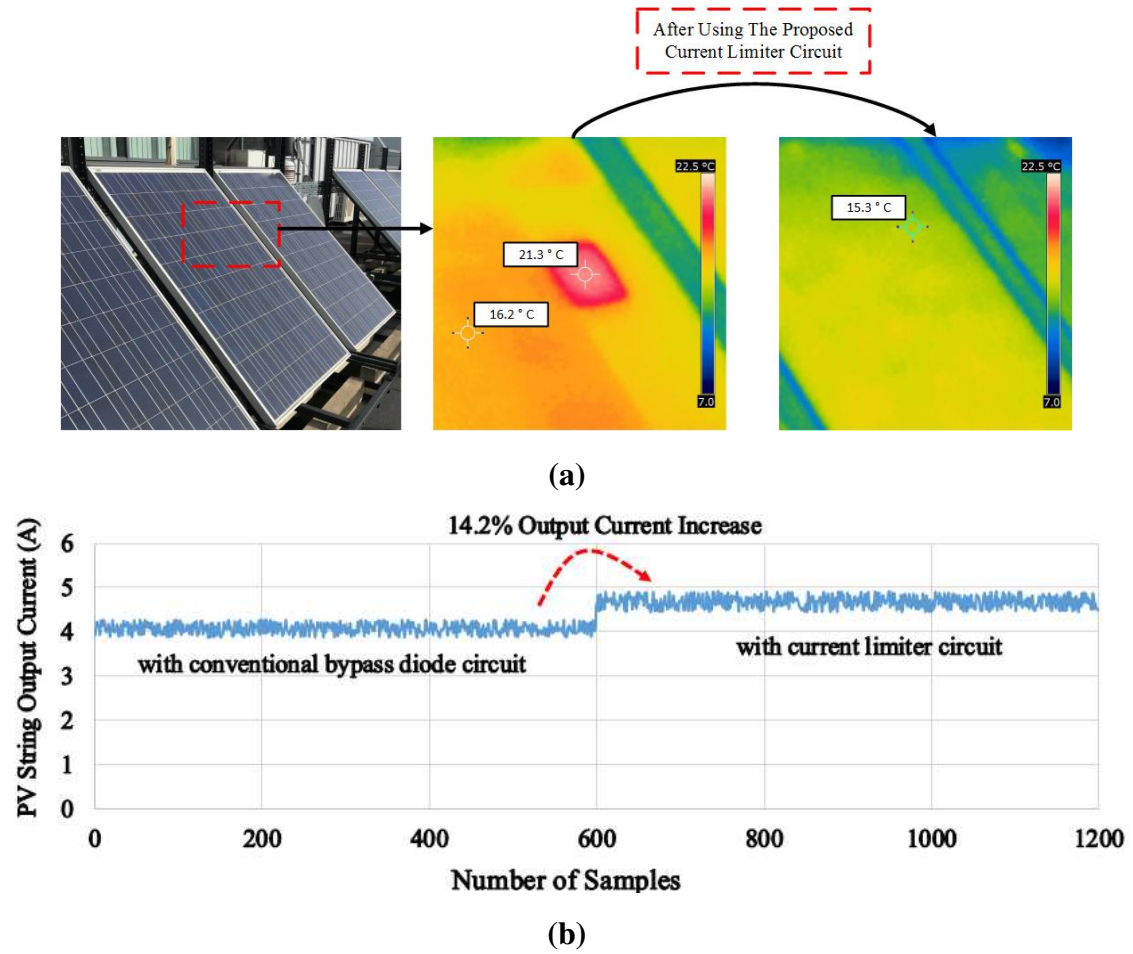 After Using The Proposed
Current Limiter Circuit
22.5 ºC
21.3 ° C
16.2 ° C
7.0
22.5 ºC
15.3 ° C
7.0
(a)
14.2% Output Current Increase
PV String Output Current (A)
6
5
4
3
2
1
0
with conventional bypass diode circuit
with current limiter circuit
0
200
400
600
800
1000
1200
Number of Samples
(b)